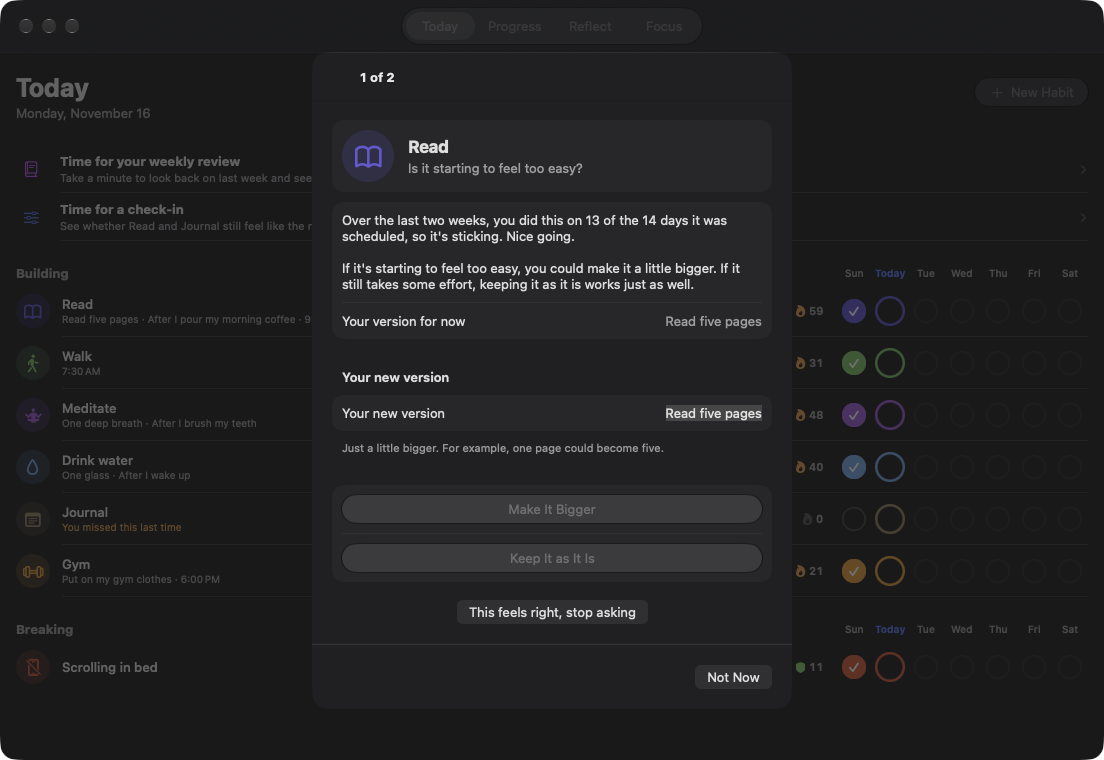 Today Progress Reflect Focus
1 of 2
Today
Monday, November 16
New Habit
Time for your weekly review
Take a minute to look back on last week and see
Time for a check-in
See whether Read and Journal still feel like the r
Building
Sun Today Tue Wed Thu Fri Sat
Read
Read five pages · After I pour my morning coffee · 9
59
Walk
7:30 AM
31
Meditate
One deep breath · After I brush my teeth
48
Drink water
One glass · After I wake up
40
Journal
You missed this last time
0
Gym
Put on my gym clothes · 6:00 PM
21
Breaking
Sun Today Tue Wed Thu Fri Sat
Scrolling in bed
11
Read
Is it starting to feel too easy?
Over the last two weeks, you did this on 13 of the 14 days it was
scheduled, so it's sticking. Nice going.
If it's starting to feel too easy, you could make it a little bigger. If it
still takes some effort, keeping it as it is works just as well.
Your version for now Read five pages
Your new version
Your new version Read five pages
Just a little bigger. For example, one page could become five.
Make It Bigger
Keep It as It Is
This feels right, stop asking
Not Now